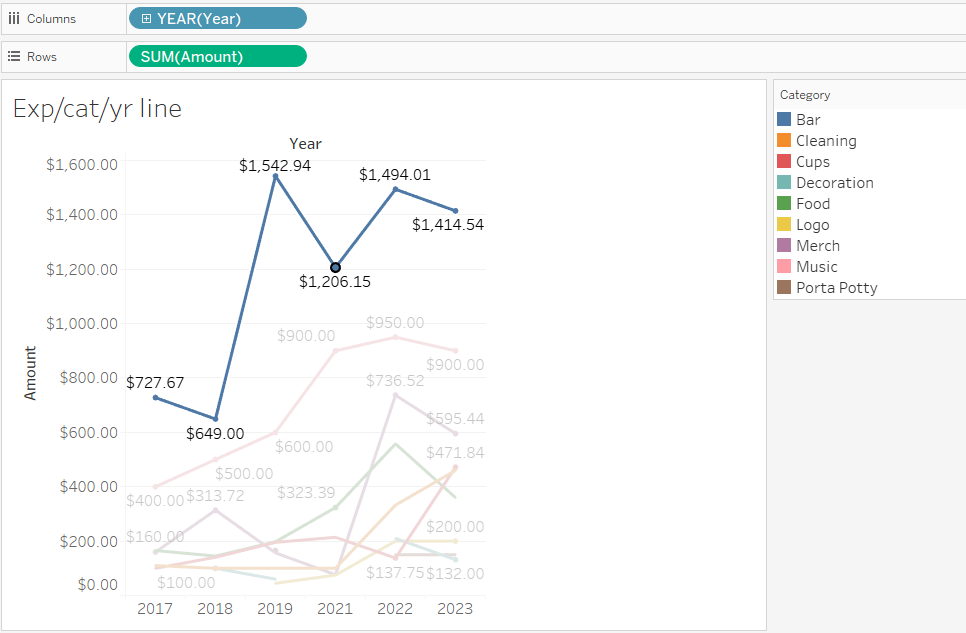 Columns
YEAR(Year)
Rows
SUM(Amount)
Exp/cat/yr line
Year
Amount
$1,600.00
$1,400.00
$1,200.00
$1,000.00
$800.00
$600.00
$400.00
$200.00
$0.00
$1,542.94
$1,494.01
$1,414.54
$1,206.15
$727.67
$649.00
$950.00
$900.00
$900.00
$736.52
$595.44
$600.00
$471.84
$500.00
$400.00
$313.72
$323.39
$160.00
$200.00
$100.00
$137.75
$132.00
2017
2018
2019
2021
2022
2023
Category
Bar
Cleaning
Cups
Decoration
Food
Logo
Merch
Music
Porta Potty